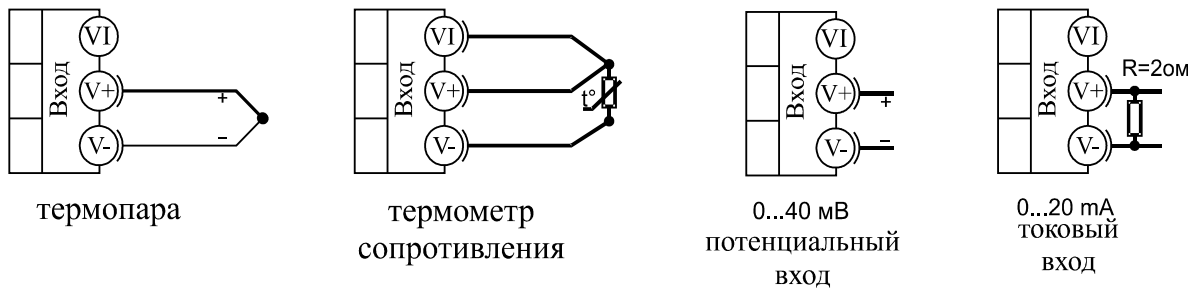 VI
V+
V-
Вход
+
−
термопара
VI
V+
V-
Вход
t°
термометр
сопротивления
VI
V+
V-
Вход
+
−
0...40 мВ
потенциальный
вход
VI
V+
V-
Вход
R=2ом
0...20 mA
токовый
вход